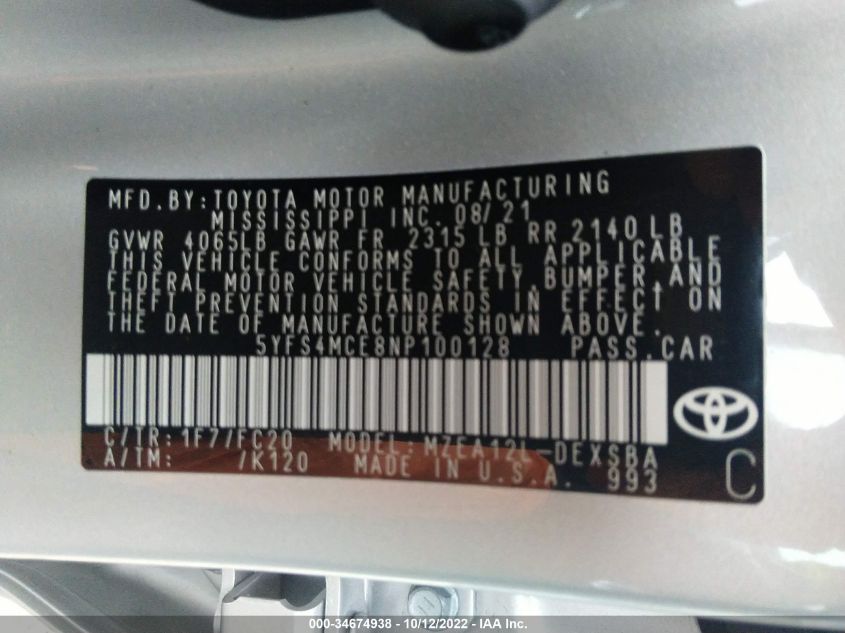 MFD.BY:TOYOTA MOTOR MANUFACTURING
MISSISSIPPI INC. 08/21
GVWR 4065LB GAWR FR 2315 LB RR 2140 LB
THIS VEHICLE CONFORMS TO ALL APPLICABLE
FEDERAL MOTOR VEHICLE SAFETY,BUMPER,AND
THEFT PREVENTION STANDARDS IN EFFECT ON
THE DATE OF MANUFACTURE SHOWN ABOVE.
5YFS4MCE8NP100128 PASS.CAR
C/TR:1F7/FC20 MODEL:MZEA12L-DEXSBA
A/TM: /K120 MADE IN U.S.A. 993
C
000-34674938 - 10/12/2022 - IAA Inc.